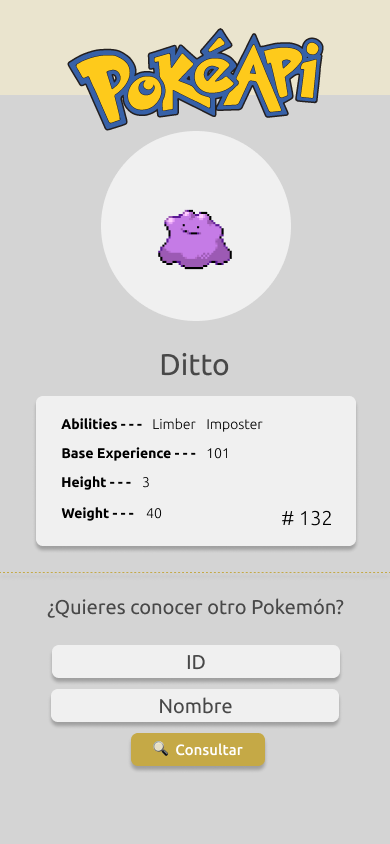 PokéApi
Ditto
Abilities - - - Limber Imposter
Base Experience - - - 101
Height - - - 3
Weight - - - 40
# 132
¿Quieres conocer otro Pokemón?
ID
Nombre
Consultar